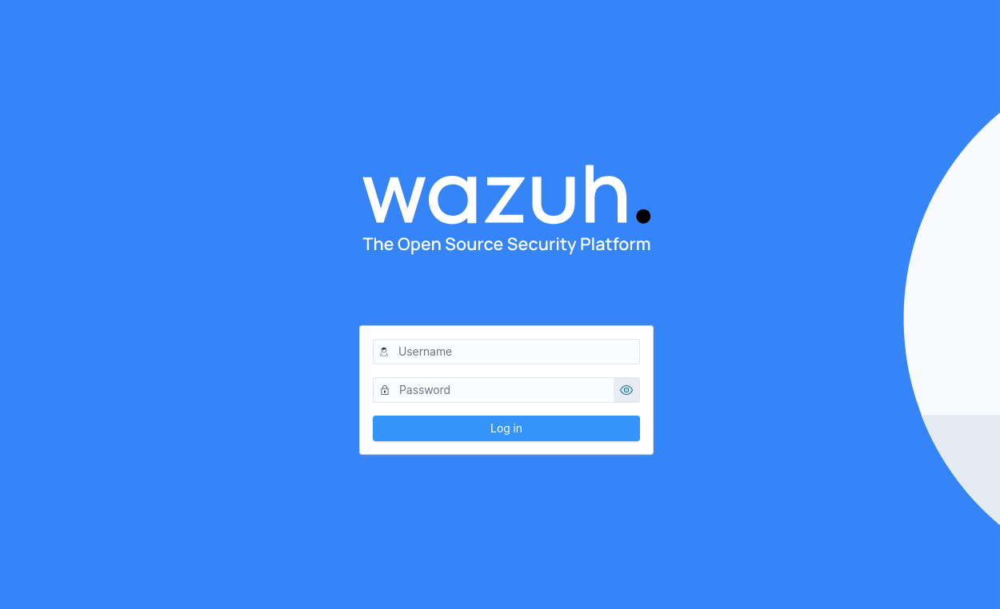 wazuh.
The Open Source Security Platform
Username
Password
Log in